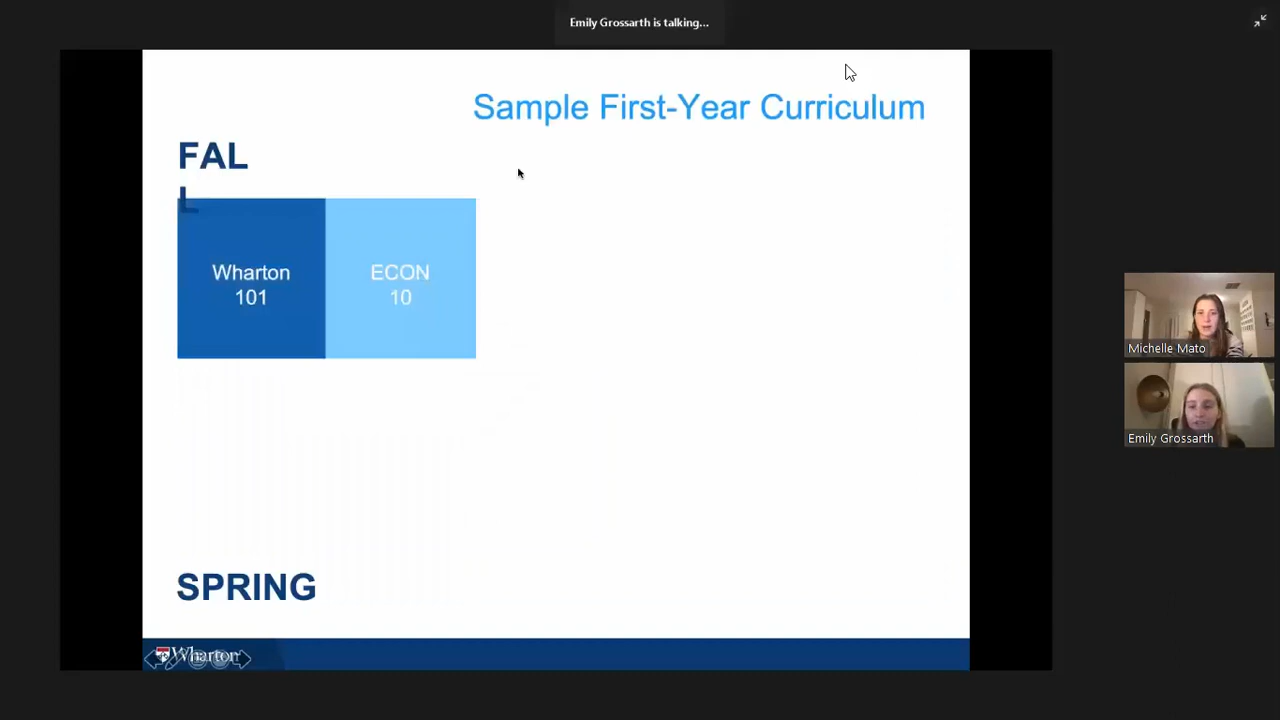 Emily Grossarth is talking...
Sample First-Year Curriculum
FAL
L
Wharton
101
ECON
10
Michelle Mato
Emily Grossarth
SPRING
Wharton